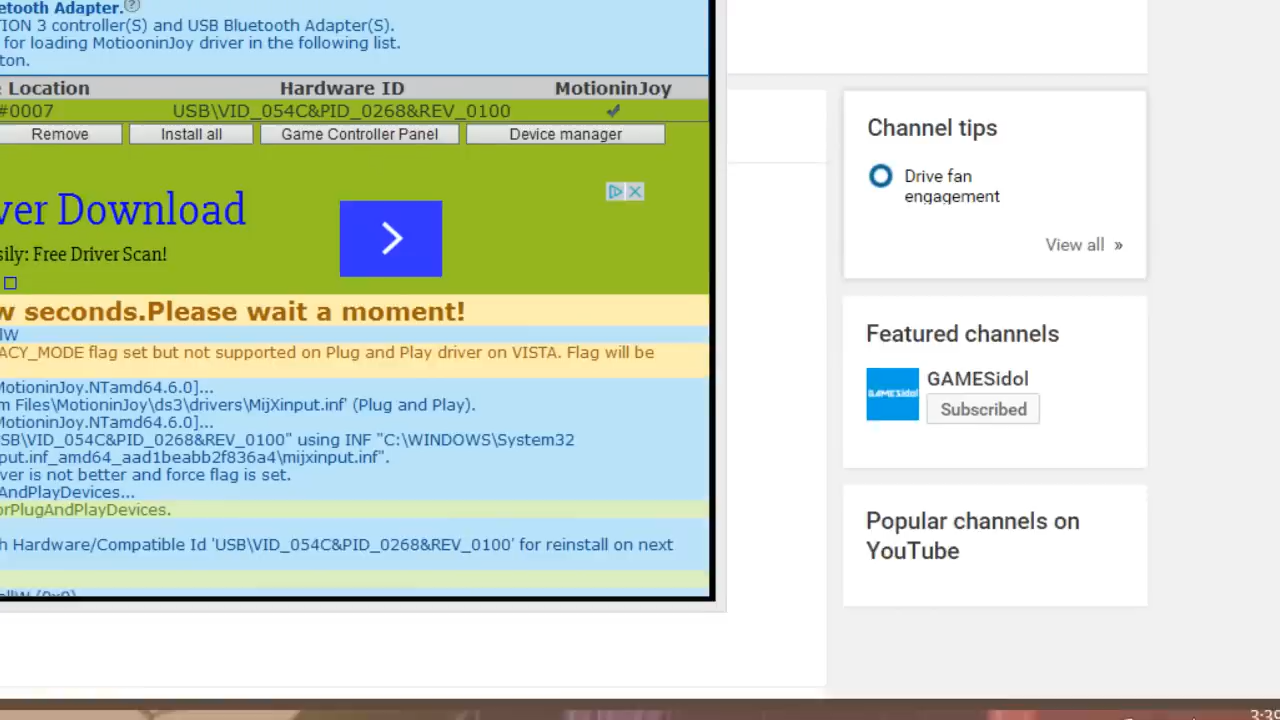 etooth Adapter.
TION 3 controller(S) and USB Bluetooth Adapter(S).
for loading MotiooninJoy driver in the following list.
ton.
Location Hardware ID MotioninJoy
#0007 USB\VID_054C&PID_0268&REV_0100
Remove Install all Game Controller Panel Device manager
ver Download
sily: Free Driver Scan!
w seconds.Please wait a moment!
llW
ACY_MODE flag set but not supported on Plug and Play driver on VISTA. Flag will be
MotioninJoy.NTamd64.6.0]...
m Files\MotioninJoy\ds3\drivers\MijXinput.inf' (Plug and Play).
MotioninJoy.NTamd64.6.0]...
SB\VID_054C&PID_0268&REV_0100" using INF "C:\WINDOWS\System32
put.inf_amd64_aad1beabb2f836a4\mijxinput.inf".
ver is not better and force flag is set.
AndPlayDevices...
orPlugAndPlayDevices.
h Hardware/Compatible Id 'USB\VID_054C&PID_0268&REV_0100' for reinstall on next
Channel tips
Drive fan
engagement
View all »
Featured channels
GAMESidol
GAMESidol
Subscribed
Popular channels on
YouTube